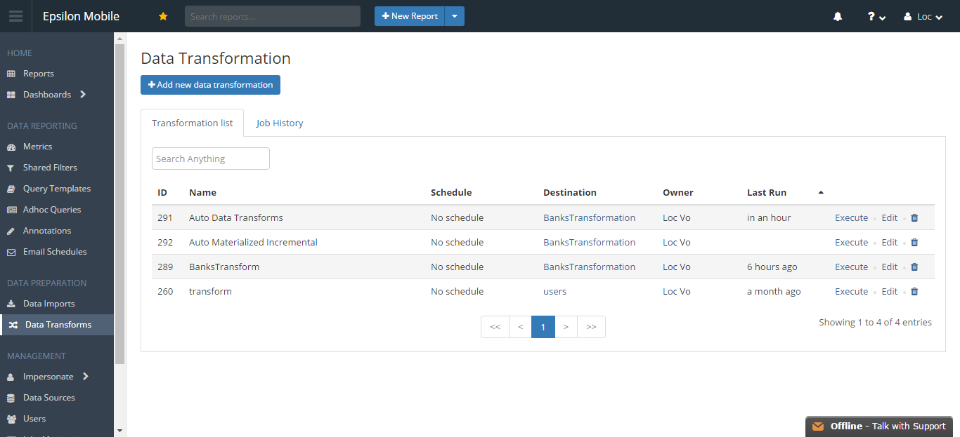 Epsilon Mobile
Search reports...
New Report
?
Loc
HOME
Reports
Dashboards
DATA REPORTING
Metrics
Shared Filters
Query Templates
Adhoc Queries
Annotations
Email Schedules
DATA PREPARATION
Data Imports
Data Transforms
MANAGEMENT
Impersonate
Data Sources
Users
Data Transformation
Add new data transformation
Transformation list Job History
Search Anything
ID Name Schedule Destination Owner Last Run
291 Auto Data Transforms No schedule BanksTransformation Loc Vo in an hour Execute Edit
292 Auto Materialized Incremental No schedule BanksTransformation Loc Vo Execute Edit
289 BanksTransform No schedule BanksTransformation Loc Vo 6 hours ago Execute Edit
260 transform No schedule users Loc Vo a month ago Execute Edit
<< < 1 > >>
Showing 1 to 4 of 4 entries
Offline - Talk with Support